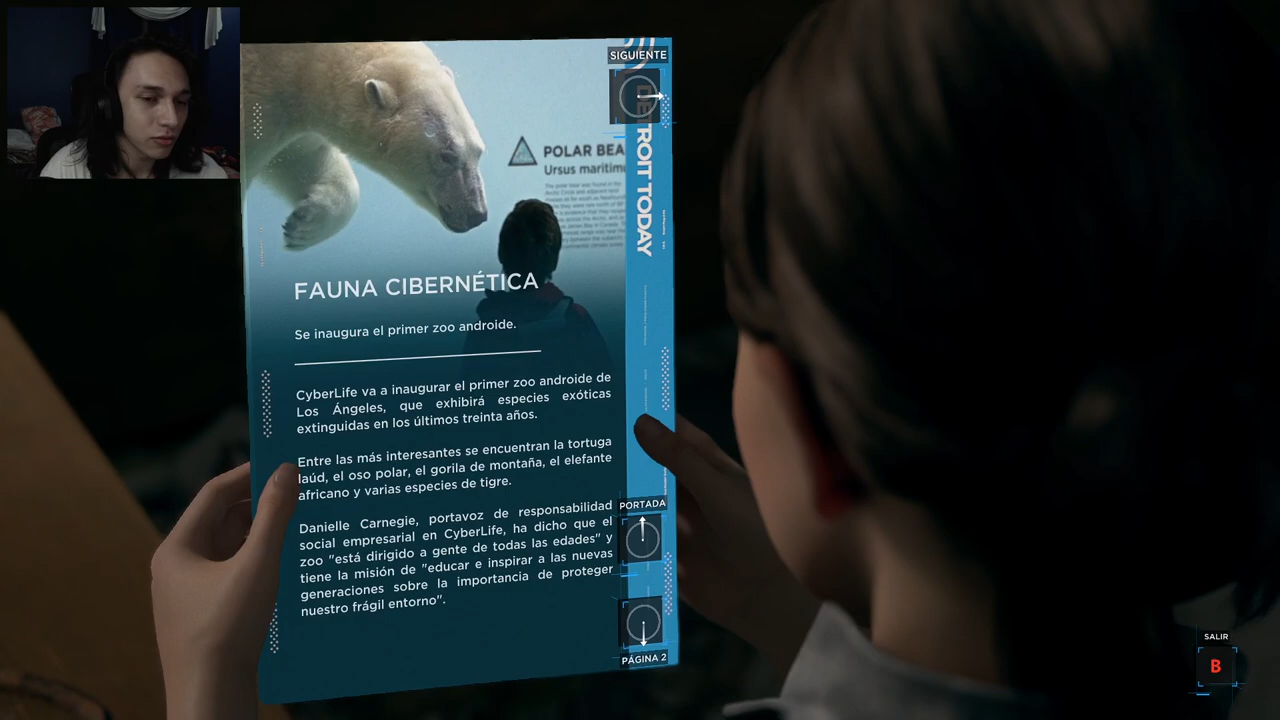 SIGUIENTE
POLAR BEA
Ursus maritim
ROIT TODAY
FAUNA CIBERNÉTICA
Se inaugura el primer zoo androide.
CyberLife va a inaugurar el primer zoo androide de
Los Ángeles, que exhibirá especies exóticas
extinguidas en los últimos treinta años.
Entre las más interesantes se encuentran la tortuga
laúd, el oso polar, el gorila de montaña, el elefante
africano y varias especies de tigre.
Danielle Carnegie, portavoz de responsabilidad
social empresarial en CyberLife, ha dicho que el
zoo "está dirigido a gente de todas las edades" y
tiene la misión de "educar e inspirar a las nuevas
generaciones sobre la importancia de proteger
nuestro frágil entorno".
PORTADA
PÁGINA 2
SALIR
B